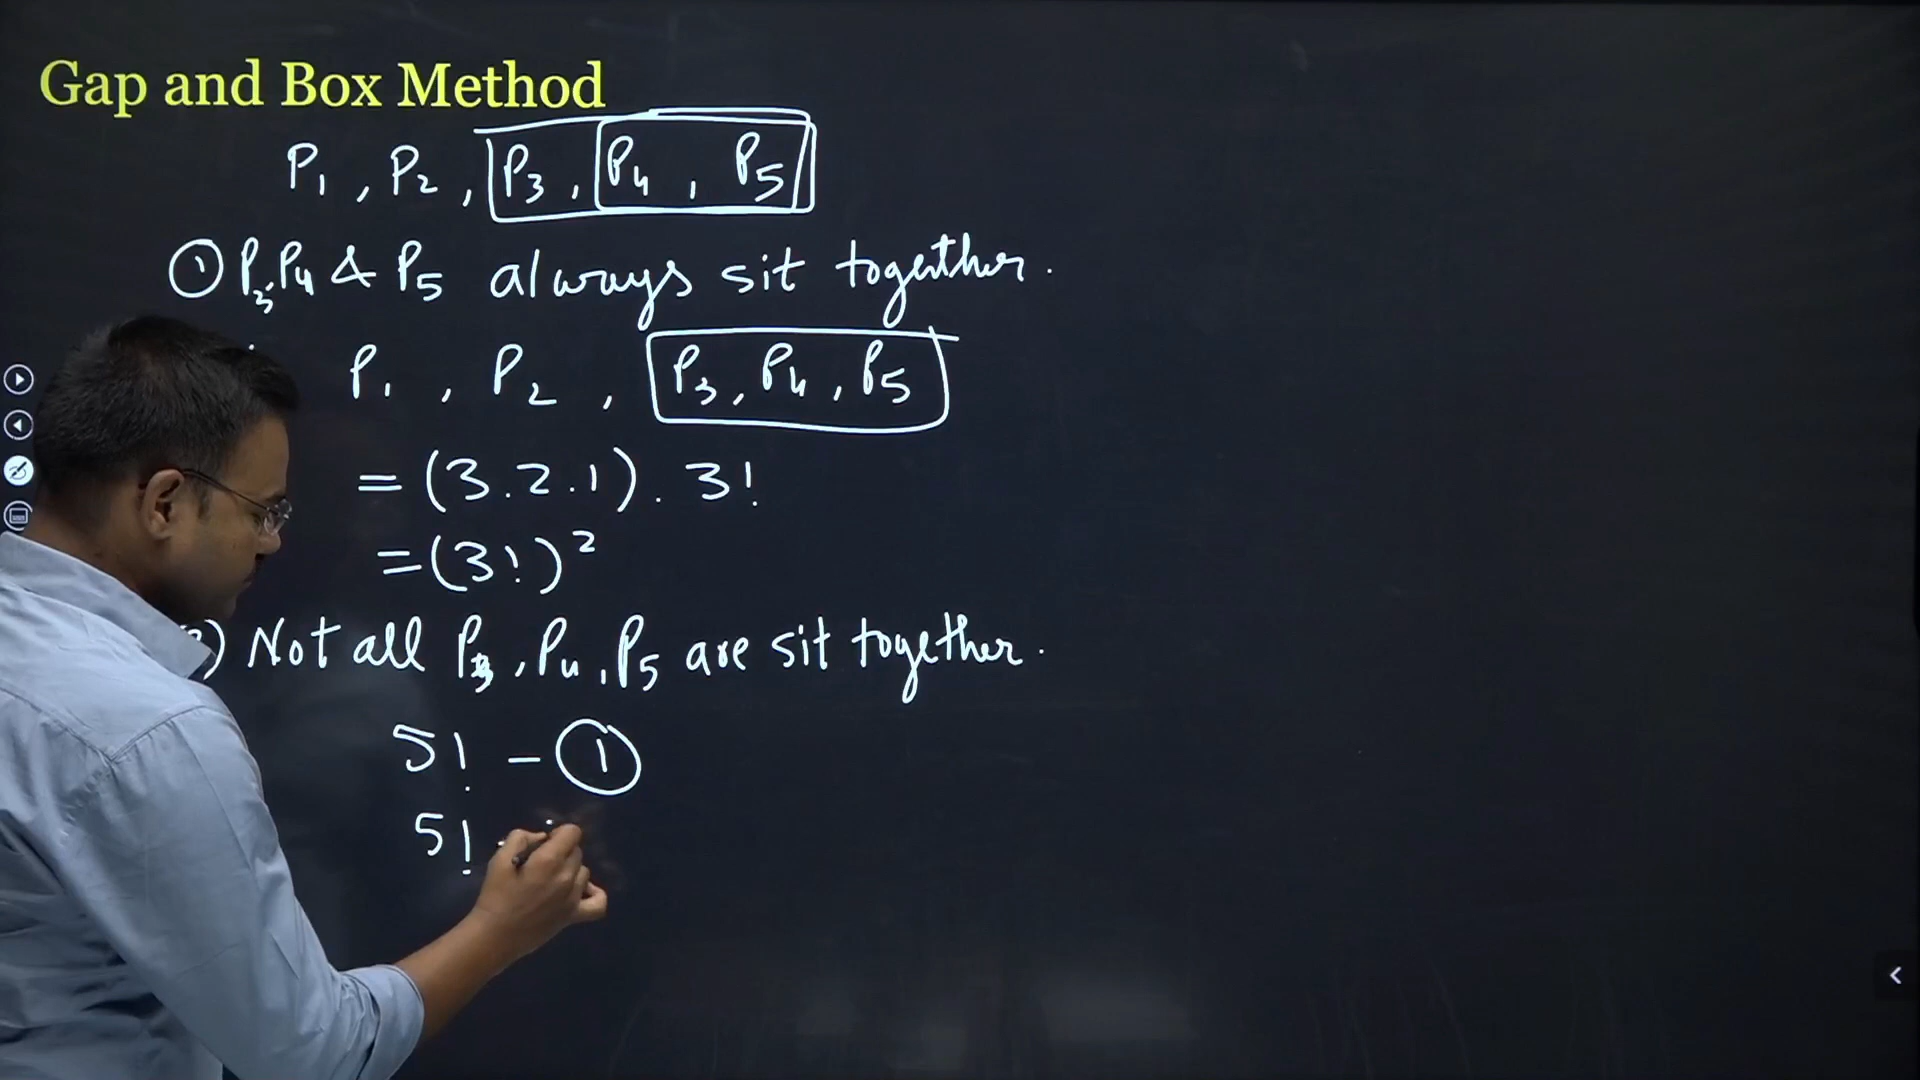 Gap and Box Method
P1, P2, P3, P4, P5
① P3, P4 & P5 always sit together.
P1, P2, P3, P4, P5
= (3.2.1). 3!
= (3!)²
) Not all P3, P4, P5 are sit together.
5! - ①
5! -